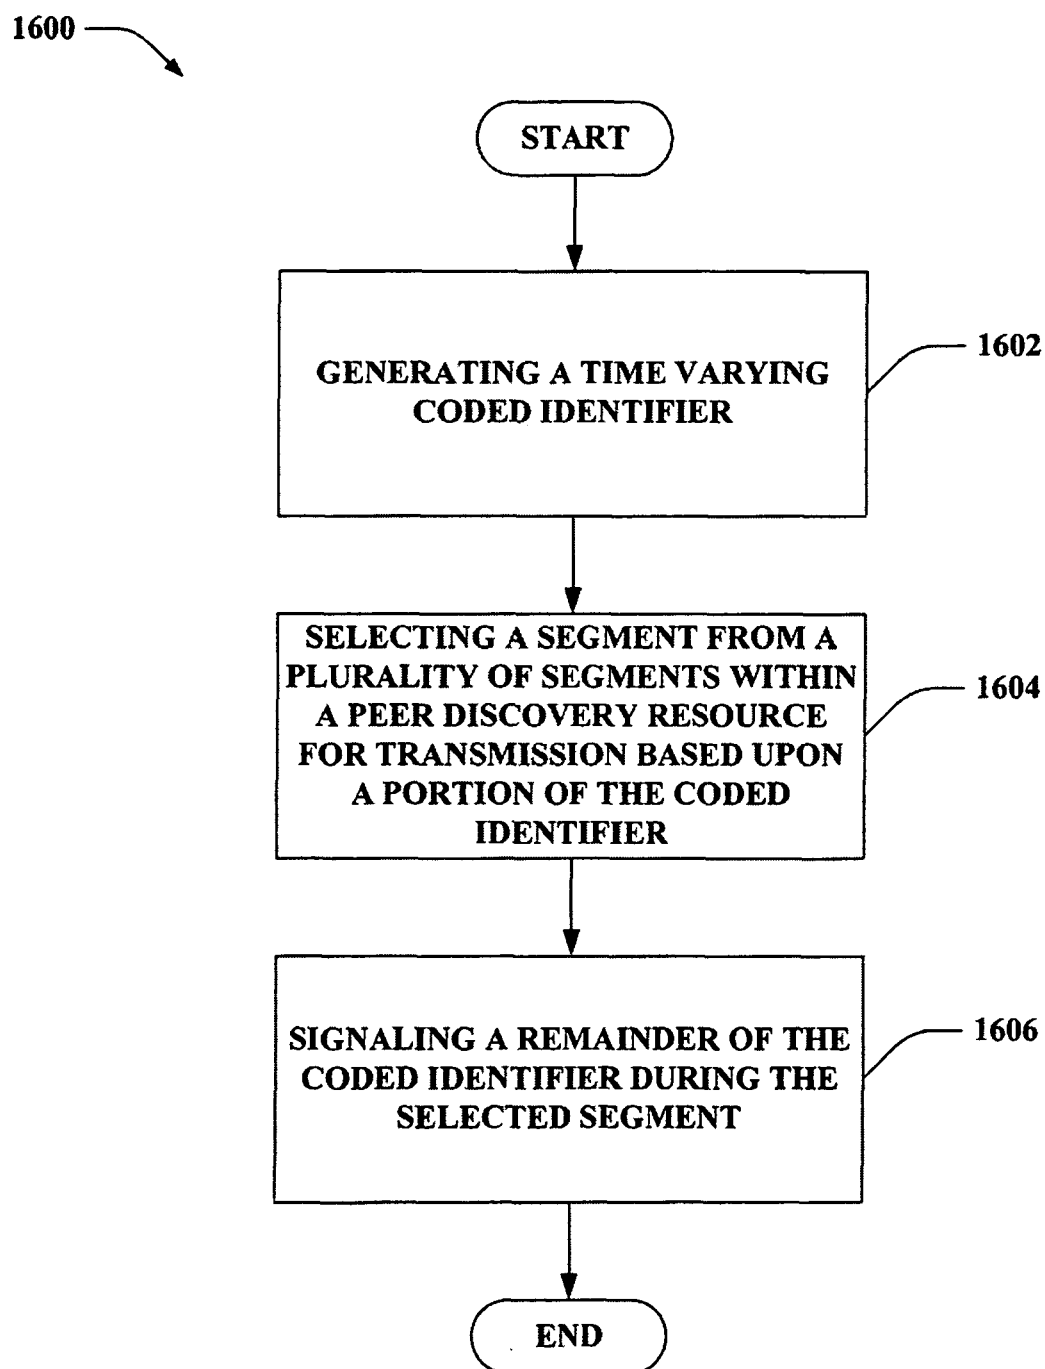 1600
START
GENERATING A TIME VARYING
CODED IDENTIFIER
1602
SELECTING A SEGMENT FROM A
PLURALITY OF SEGMENTS WITHIN
A PEER DISCOVERY RESOURCE
FOR TRANSMISSION BASED UPON
A PORTION OF THE CODED
IDENTIFIER
1604
SIGNALING A REMAINDER OF THE
CODED IDENTIFIER DURING THE
SELECTED SEGMENT
1606
END